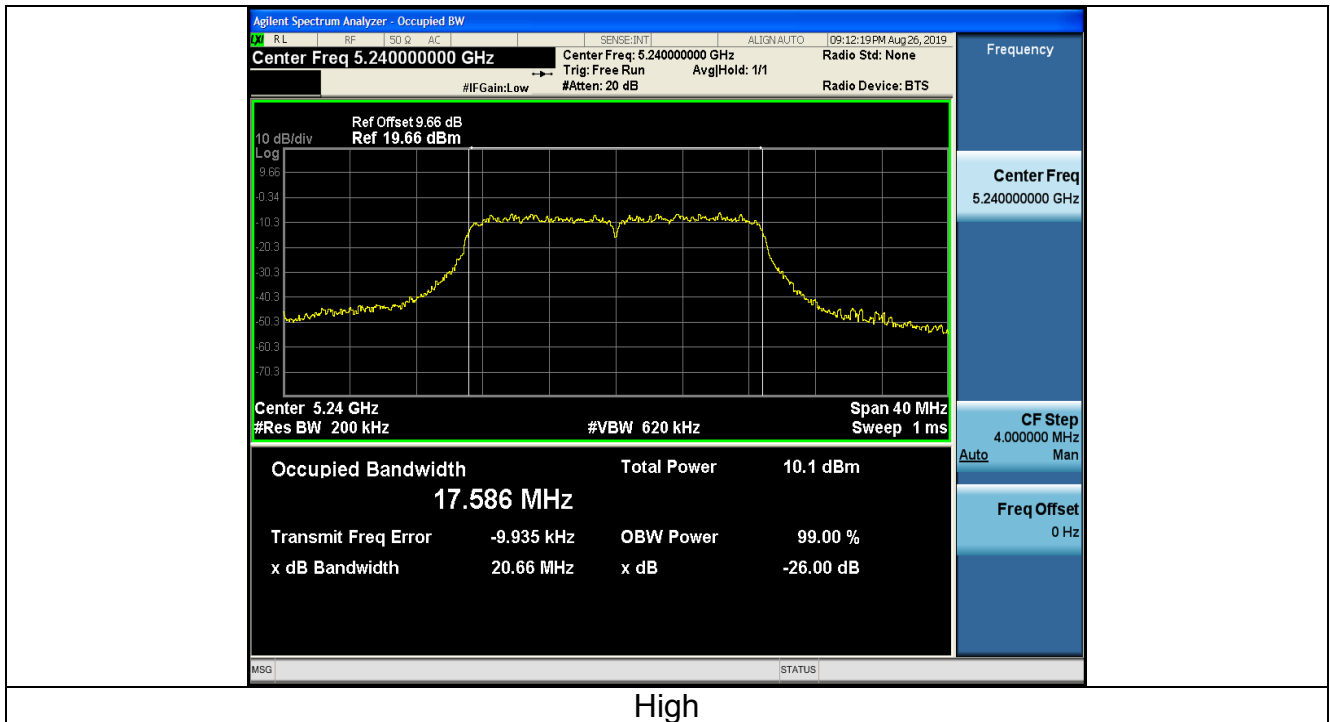 Agilent Spectrum Analyzer - Occupied BW
LXI RL RF 50 Ω AC SENSE:INT ALIGN AUTO 09:12:19 PM Aug 26, 2019
Center Freq 5.240000000 GHz
Center Freq: 5.240000000 GHz Radio Std: None
Trig: Free Run Avg|Hold: 1/1
#IFGain:Low #Atten: 20 dB Radio Device: BTS
Frequency
Ref Offset 9.66 dB
10 dB/div Ref 19.66 dBm
Log
9.66
-0.34
-10.3
-20.3
-30.3
-40.3
-50.3
-60.3
-70.3
Center 5.24 GHz Span 40 MHz
#Res BW 200 kHz #VBW 620 kHz Sweep 1 ms
Center Freq
5.240000000 GHz
CF Step
4.000000 MHz
Auto Man
Freq Offset
0 Hz
Occupied Bandwidth Total Power 10.1 dBm
17.586 MHz
Transmit Freq Error -9.935 kHz OBW Power 99.00 %
x dB Bandwidth 20.66 MHz x dB -26.00 dB
MSG STATUS
High